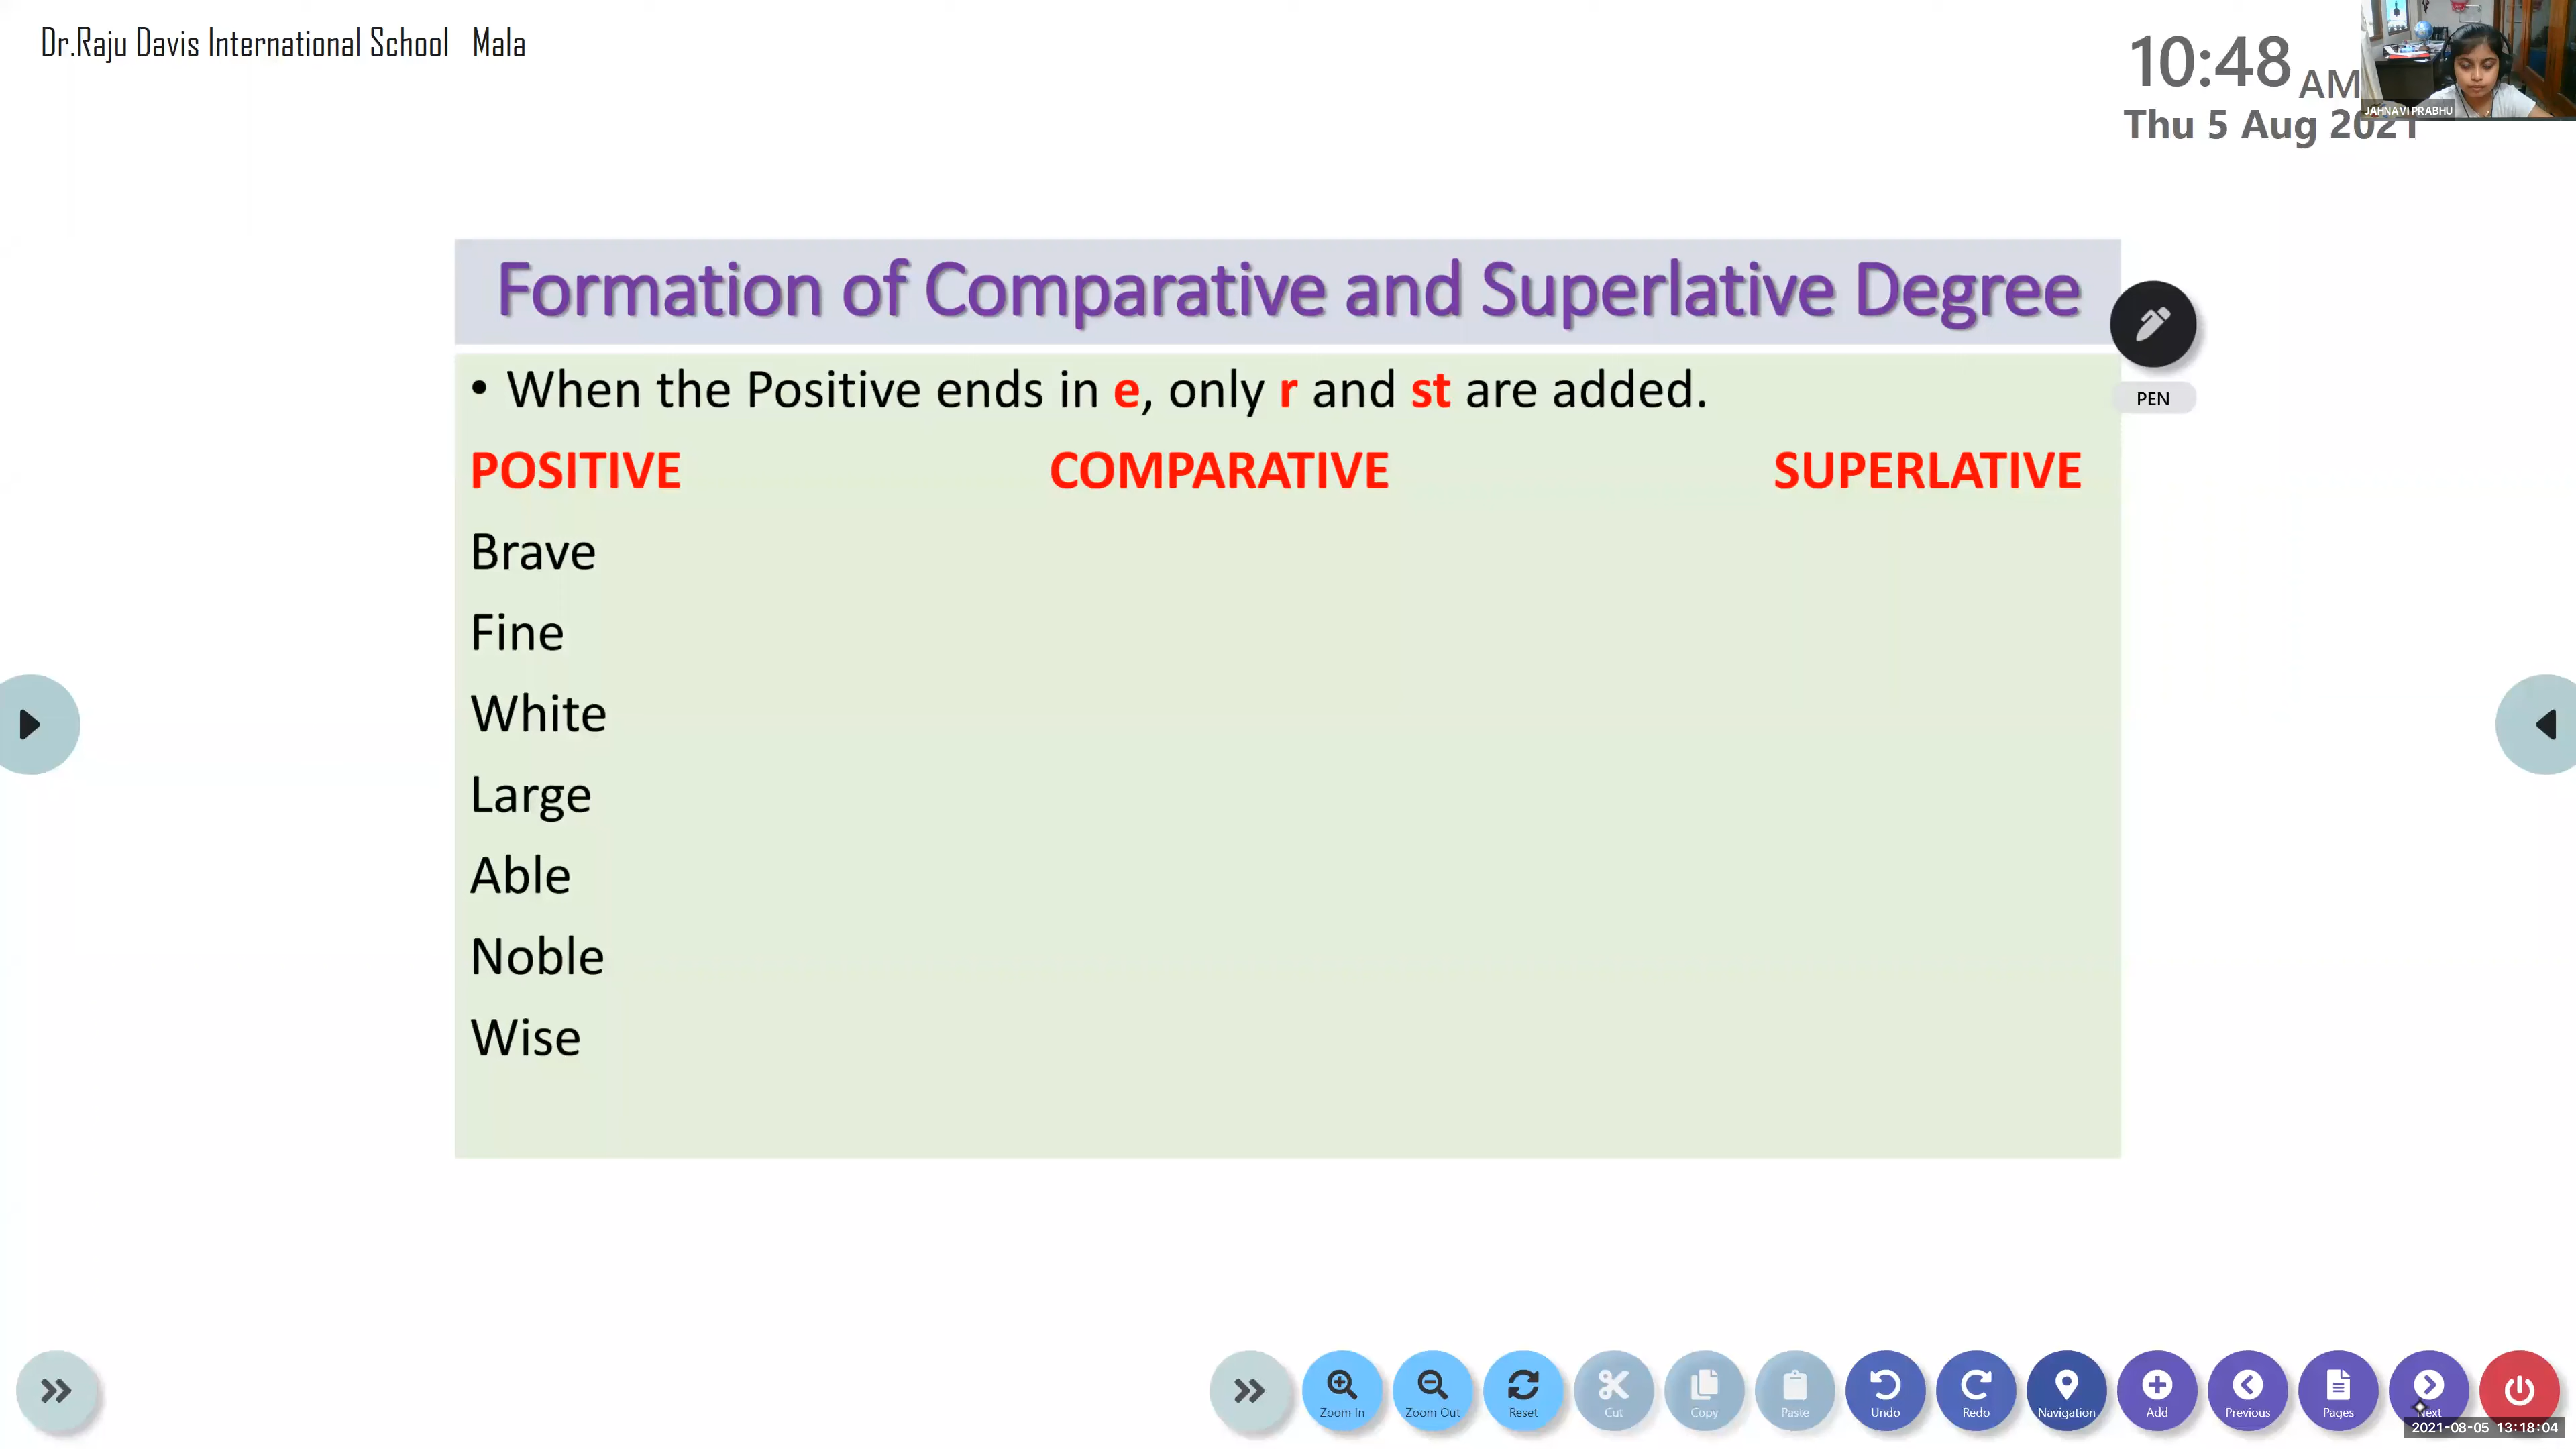 Dr.Raju Davis International School Mala
10:48 AM
Thu 5 Aug 2021
JAHNAVI PRABHU
Formation of Comparative and Superlative Degree
• When the Positive ends in e, only r and st are added.
PEN
POSITIVE COMPARATIVE SUPERLATIVE
Brave
Fine
White
Large
Able
Noble
Wise
Zoom In Zoom Out Reset Cut Copy Paste Undo Redo Navigation Add Previous Pages Next
2021-08-05 13:18:04